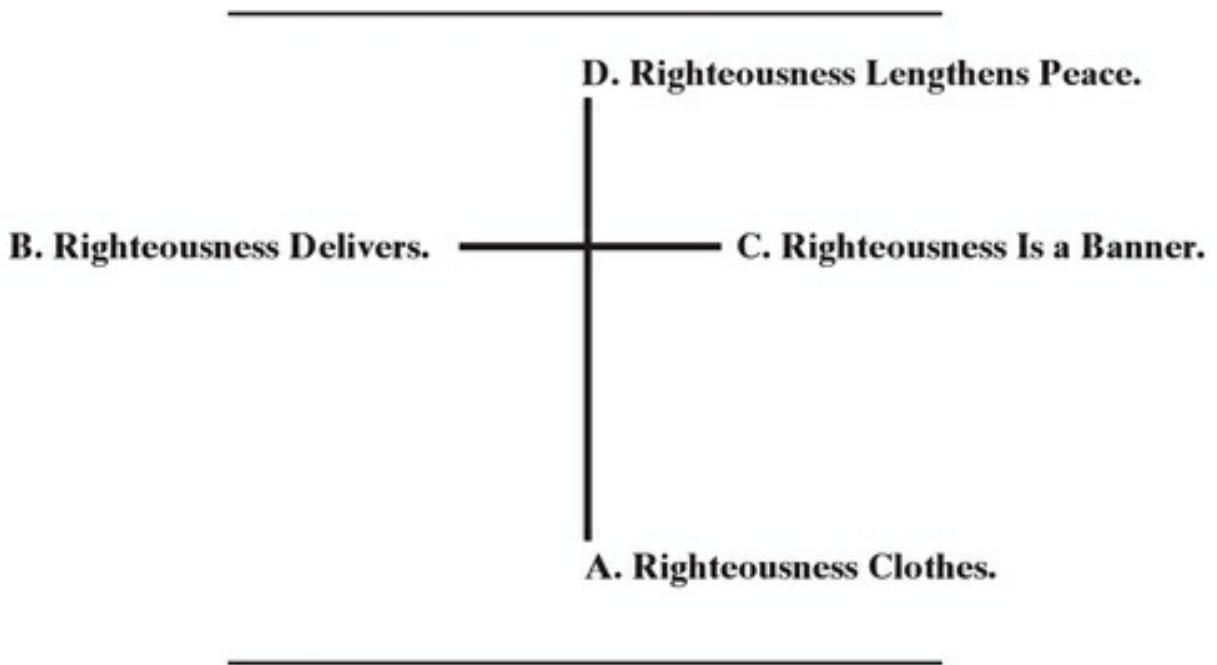 D. Righteousness Lengthens Peace.
B. Righteousness Delivers.
C. Righteousness Is a Banner.
A. Righteousness Clothes.